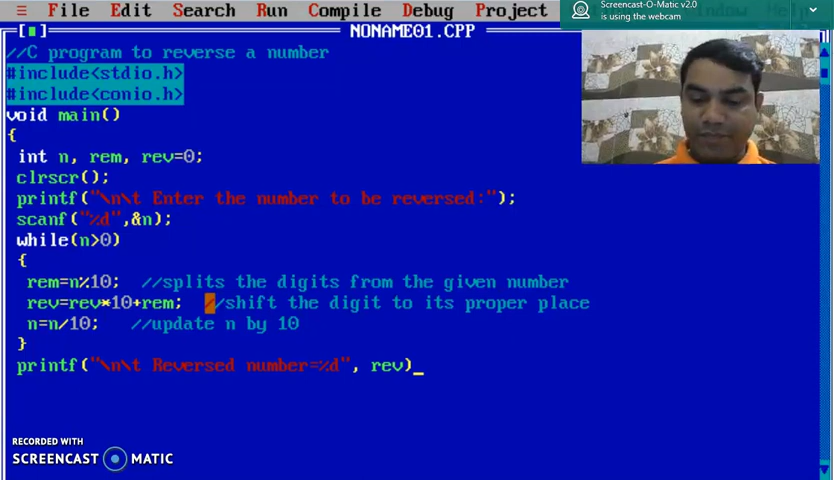 ≡ File Edit Search Run Compile Debug Project
Screencast-O-Matic v2.0
is using the webcam
Window Help
NONAME01.CPP
//C program to reverse a number
#include<stdio.h>
#include<conio.h>
void main()
{
int n, rem, rev=0;
clrscr();
printf("\n\t Enter the number to be reversed:");
scanf("%d",&n);
while(n>0)
{
rem=n%10; //splits the digits from the given number
rev=rev*10+rem; //shift the digit to its proper place
n=n/10; //update n by 10
}
printf("\n\t Reversed number=%d", rev)_
RECORDED WITH
SCREENCAST MATIC